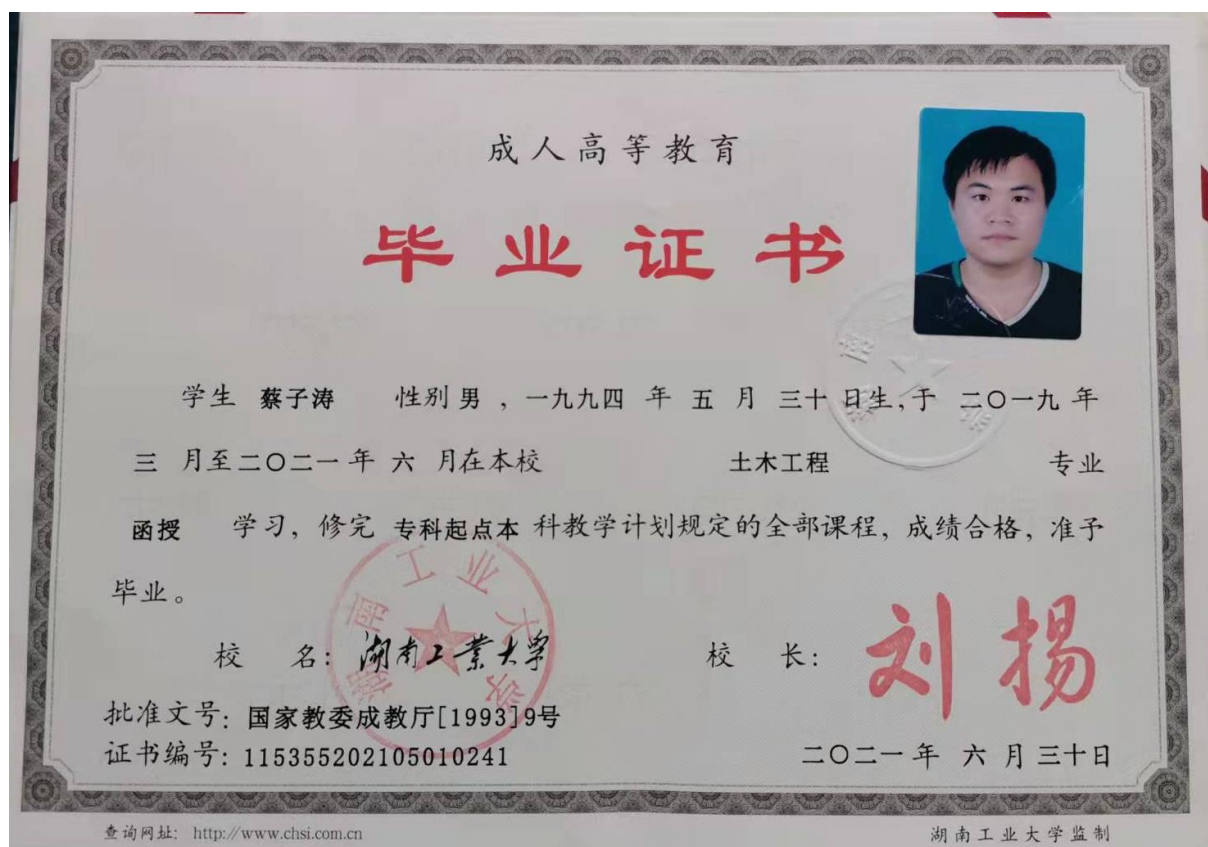 成人高等教育
毕业证书
学生 蔡子涛 性别 男 , 一九九四 年 五 月 三十 日生,于 二〇一九 年
三 月至二〇二一年 六 月在本校 土木工程 专业
函授 学习, 修完 专科起点本 科教学计划规定的全部课程, 成绩合格, 准予
毕业。
湖南工业大学
校 名: 湖南工業大学 校 长: 刘扬
批准文号: 国家教委成教厅[1993]9号
证书编号: 115355202105010241 二〇二一年 六 月 三十日
查询网址: http://www.chsi.com.cn 湖南工业大学监制